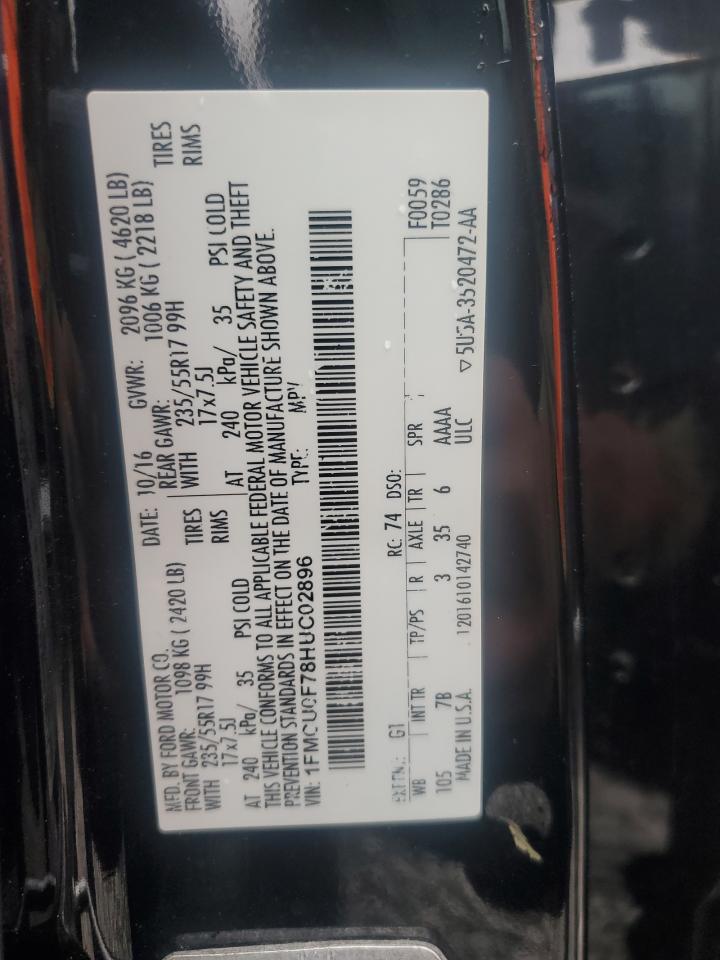 MFD. BY FORD MOTOR CO.
DATE: 10/16 GVWR: 2096 KG ( 4620 LB)
FRONT GAWR: 1098 KG ( 2420 LB) REAR GAWR: 1006 KG ( 2218 LB)
WITH 235/55R17 99H TIRES WITH 235/55R17 99H TIRES
17x7.5J RIMS 17x7.5J RIMS
AT 240 kPa/ 35 PSI COLD AT 240 kPa/ 35 PSI COLD
THIS VEHICLE CONFORMS TO ALL APPLICABLE FEDERAL MOTOR VEHICLE SAFETY AND THEFT
PREVENTION STANDARDS IN EFFECT ON THE DATE OF MANUFACTURE SHOWN ABOVE.
VIN: 1FMCU0F78HUC02896 TYPE: MPV
EXT PNT: G1 RC: 74 DSO: F0059
WB INT TR TP/PS R AXLE TR SPR T0286
105 7B 3 35 6 AAAA
MADE IN U.S.A. 1201610142740 ULC
5U5A-3520472-AA